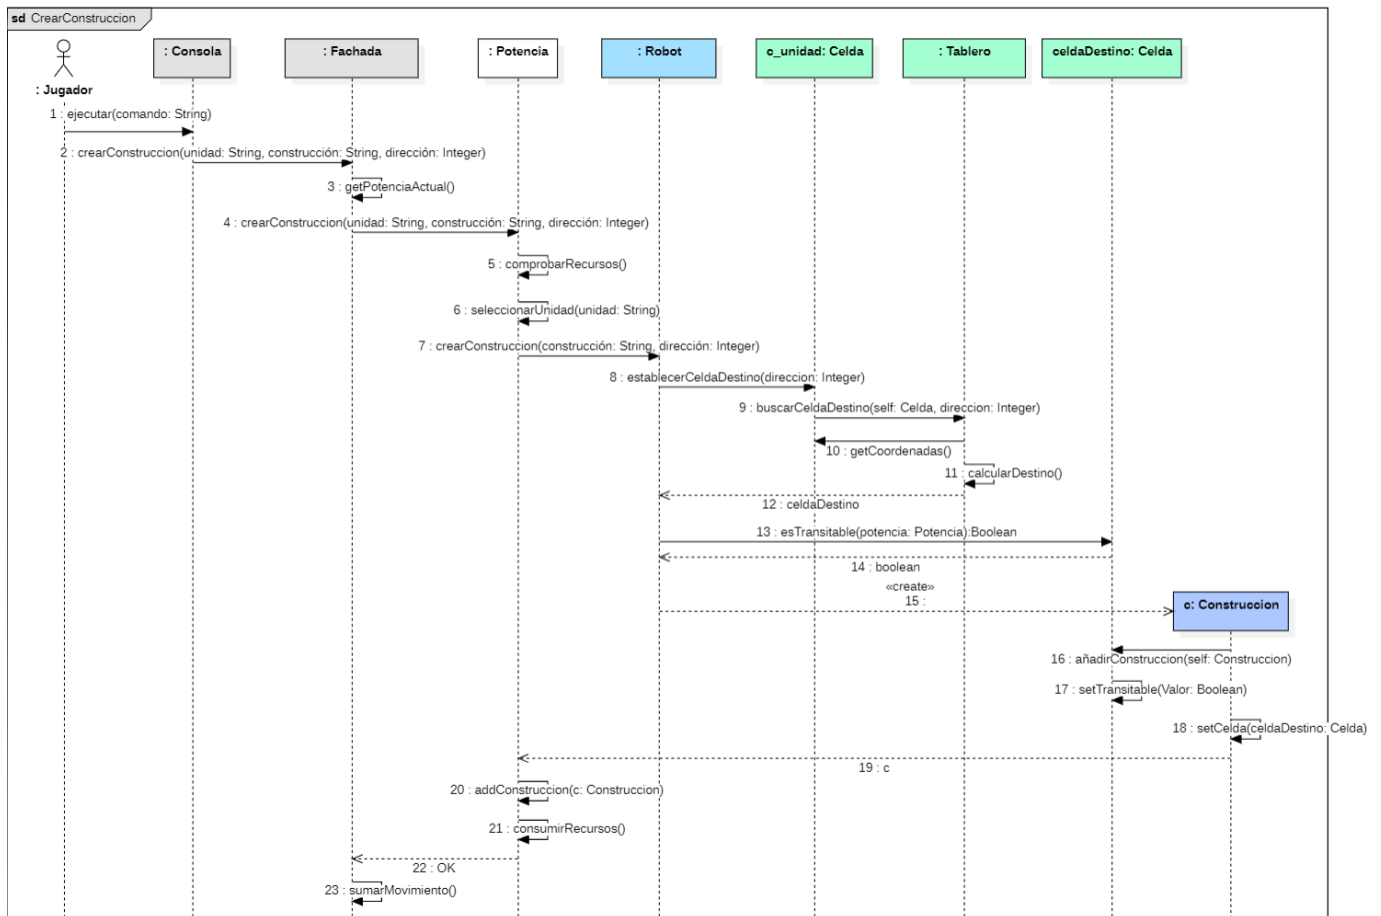 sd CrearConstruccion
: Jugador
: Consola
: Fachada
: Potencia
: Robot
c_unidad: Celda
: Tablero
celdaDestino: Celda
1 : ejecutar(comando: String)
2 : crearConstruccion(unidad: String, construcción: String, dirección: Integer)
3 : getPotenciaActual()
4 : crearConstruccion(unidad: String, construcción: String, dirección: Integer)
5 : comprobarRecursos()
6 : seleccionarUnidad(unidad: String)
7 : crearConstruccion(construcción: String, dirección: Integer)
8 : establecerCeldaDestino(direccion: Integer)
9 : buscarCeldaDestino(self: Celda, direccion: Integer)
10 : getCoordenadas()
11 : calcularDestino()
12 : celdaDestino
13 : esTransitable(potencia: Potencia):Boolean
14 : boolean
«create»
15 :
c: Construccion
16 : añadirConstruccion(self: Construccion)
17 : setTransitable(Valor: Boolean)
18 : setCelda(celdaDestino: Celda)
19 : c
20 : addConstruccion(c: Construccion)
21 : consumirRecursos()
22 : OK
23 : sumarMovimiento()